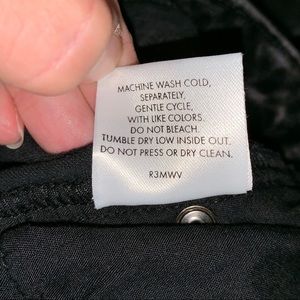 MACHINE WASH COLD,
SEPARATELY,
GENTLE CYCLE,
WITH LIKE COLORS.
DO NOT BLEACH.
TUMBLE DRY LOW INSIDE OUT.
DO NOT PRESS OR DRY CLEAN.
R3MWV